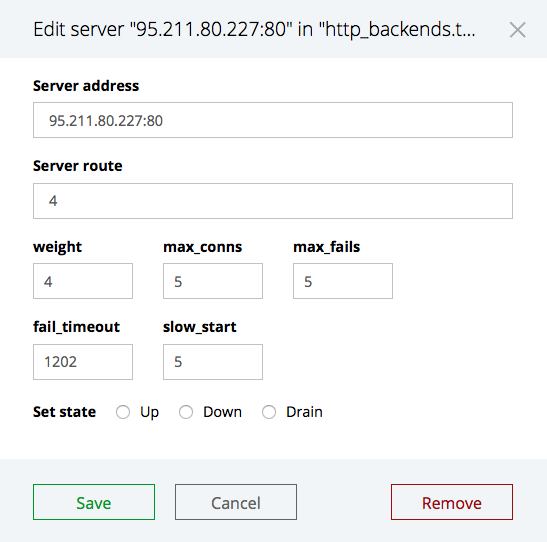 Edit server "95.211.80.227:80" in "http_backends.t...
Server address
95.211.80.227:80
Server route
4
weight max_conns max_fails
4 5 5
fail_timeout slow_start
1202 5
Set state Up Down Drain
Save Cancel Remove